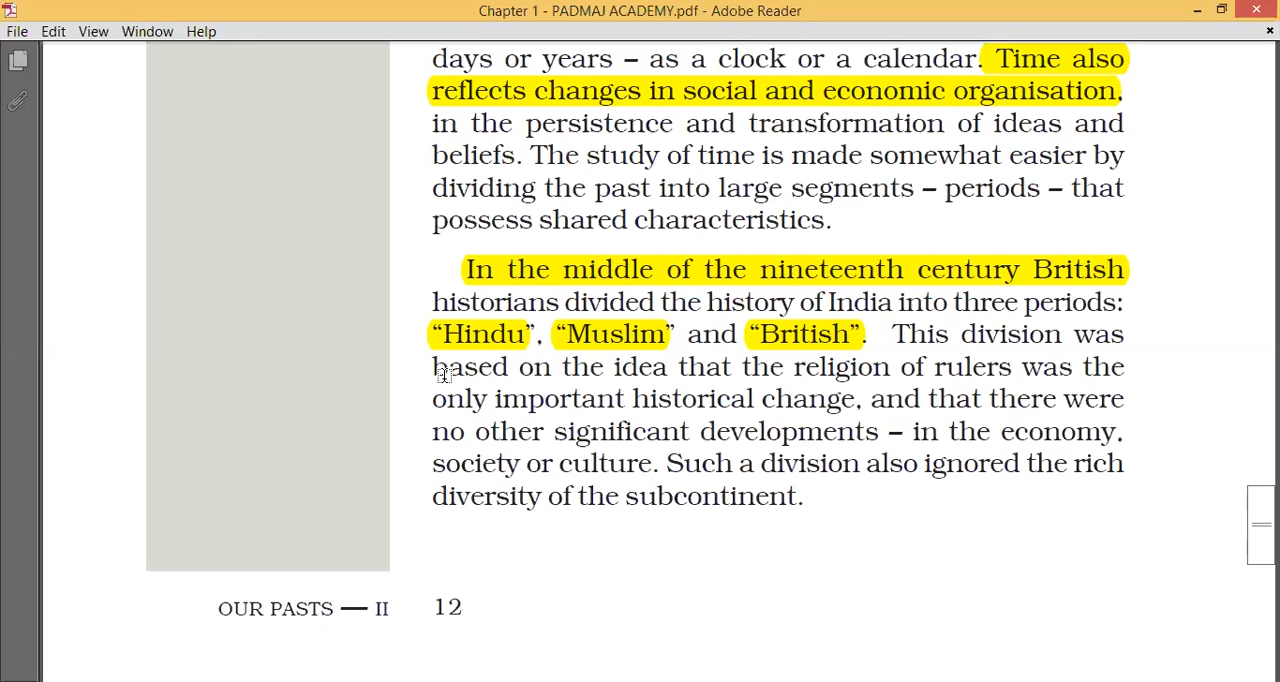 Chapter 1 - PADMAJ ACADEMY.pdf - Adobe Reader
File Edit View Window Help
days or years – as a clock or a calendar. Time also
reflects changes in social and economic organisation,
in the persistence and transformation of ideas and
beliefs. The study of time is made somewhat easier by
dividing the past into large segments – periods – that
possess shared characteristics.
In the middle of the nineteenth century British
historians divided the history of India into three periods:
“Hindu”, “Muslim” and “British”. This division was
based on the idea that the religion of rulers was the
only important historical change, and that there were
no other significant developments – in the economy,
society or culture. Such a division also ignored the rich
diversity of the subcontinent.
OUR PASTS — II 12